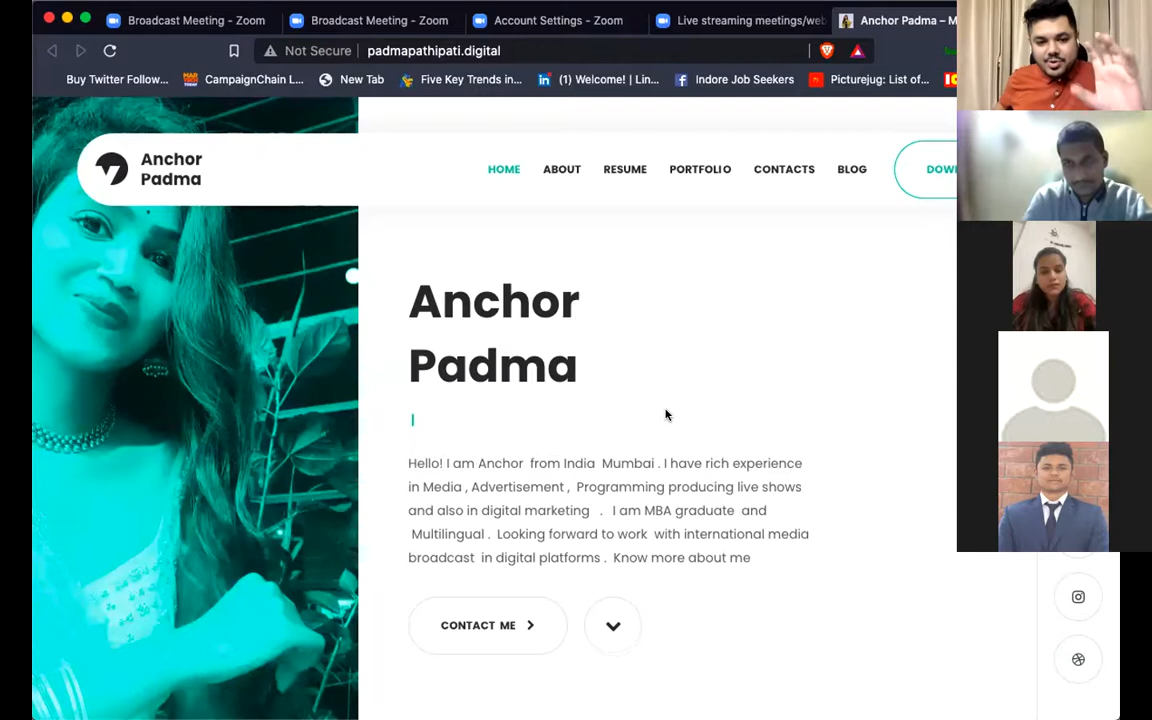 Broadcast Meeting - Zoom
Broadcast Meeting - Zoom
Account Settings - Zoom
Live streaming meetings/web
Anchor Padma – M
Not Secure
padmapathipati.digital
Buy Twitter Follow...
CampaignChain L...
New Tab
Five Key Trends in...
(1) Welcome! | Lin...
Indore Job Seekers
Picturejug: List of...
Anchor
Padma
HOME
ABOUT
RESUME
PORTFOLIO
CONTACTS
BLOG
DOW
Anchor
Padma
Hello! I am Anchor from India Mumbai . I have rich experience
in Media , Advertisement , Programming producing live shows
and also in digital marketing . I am MBA graduate and
Multilingual . Looking forward to work with international media
broadcast in digital platforms . Know more about me
CONTACT ME